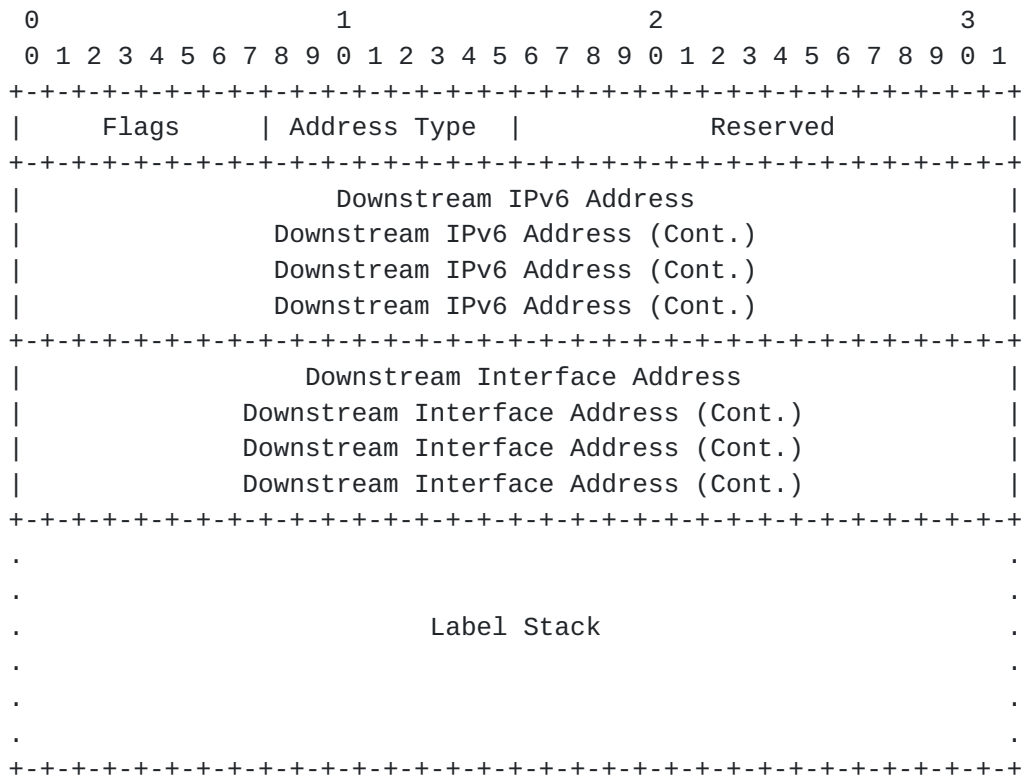 0                   1                   2                   3
 0 1 2 3 4 5 6 7 8 9 0 1 2 3 4 5 6 7 8 9 0 1 2 3 4 5 6 7 8 9 0 1
+-+-+-+-+-+-+-+-+-+-+-+-+-+-+-+-+-+-+-+-+-+-+-+-+-+-+-+-+-+-+-+-+
|     Flags     | Address Type  |            Reserved           |
+-+-+-+-+-+-+-+-+-+-+-+-+-+-+-+-+-+-+-+-+-+-+-+-+-+-+-+-+-+-+-+-+
|                    Downstream IPv6 Address                    |
|                Downstream IPv6 Address (Cont.)                |
|                Downstream IPv6 Address (Cont.)                |
|                Downstream IPv6 Address (Cont.)                |
+-+-+-+-+-+-+-+-+-+-+-+-+-+-+-+-+-+-+-+-+-+-+-+-+-+-+-+-+-+-+-+-+
|                  Downstream Interface Address                 |
|              Downstream Interface Address (Cont.)             |
|              Downstream Interface Address (Cont.)             |
|              Downstream Interface Address (Cont.)             |
+-+-+-+-+-+-+-+-+-+-+-+-+-+-+-+-+-+-+-+-+-+-+-+-+-+-+-+-+-+-+-+-+
.                                                               .
.                                                               .
.                          Label Stack                          .
.                                                               .
.                                                               .
.                                                               .
+-+-+-+-+-+-+-+-+-+-+-+-+-+-+-+-+-+-+-+-+-+-+-+-+-+-+-+-+-+-+-+-+